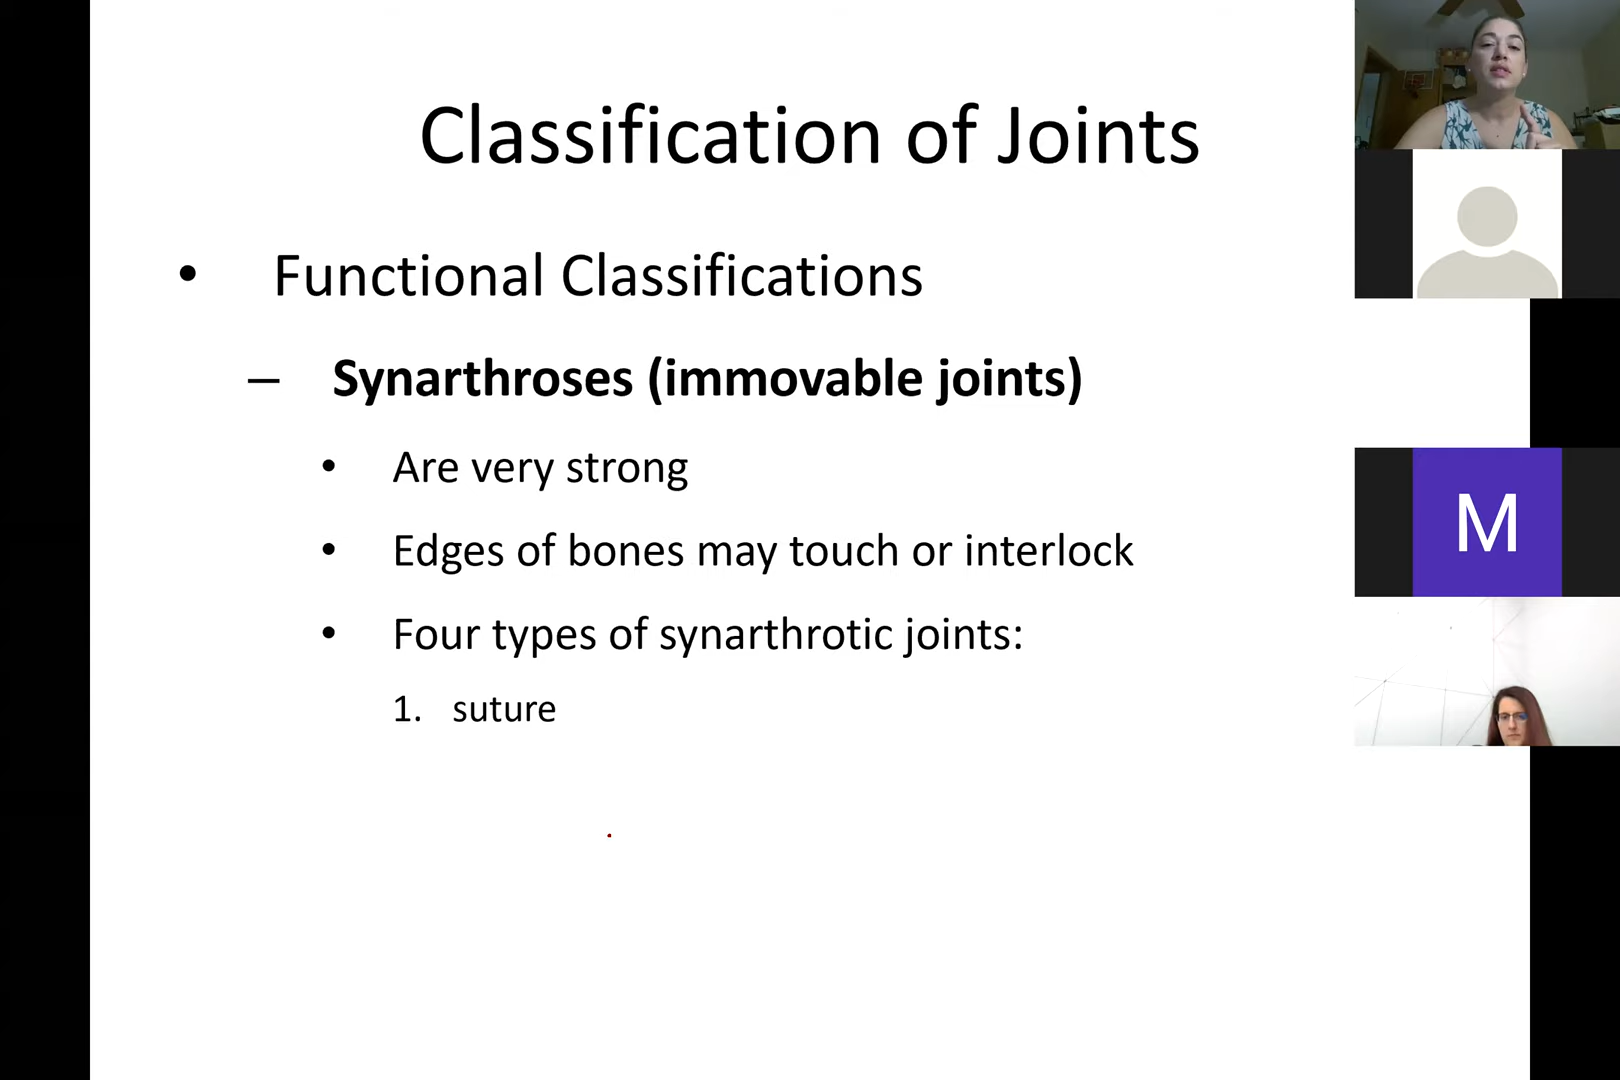 Classification of Joints
• Functional Classifications
– Synarthroses (immovable joints)
• Are very strong
• Edges of bones may touch or interlock
• Four types of synarthrotic joints:
1. suture
M